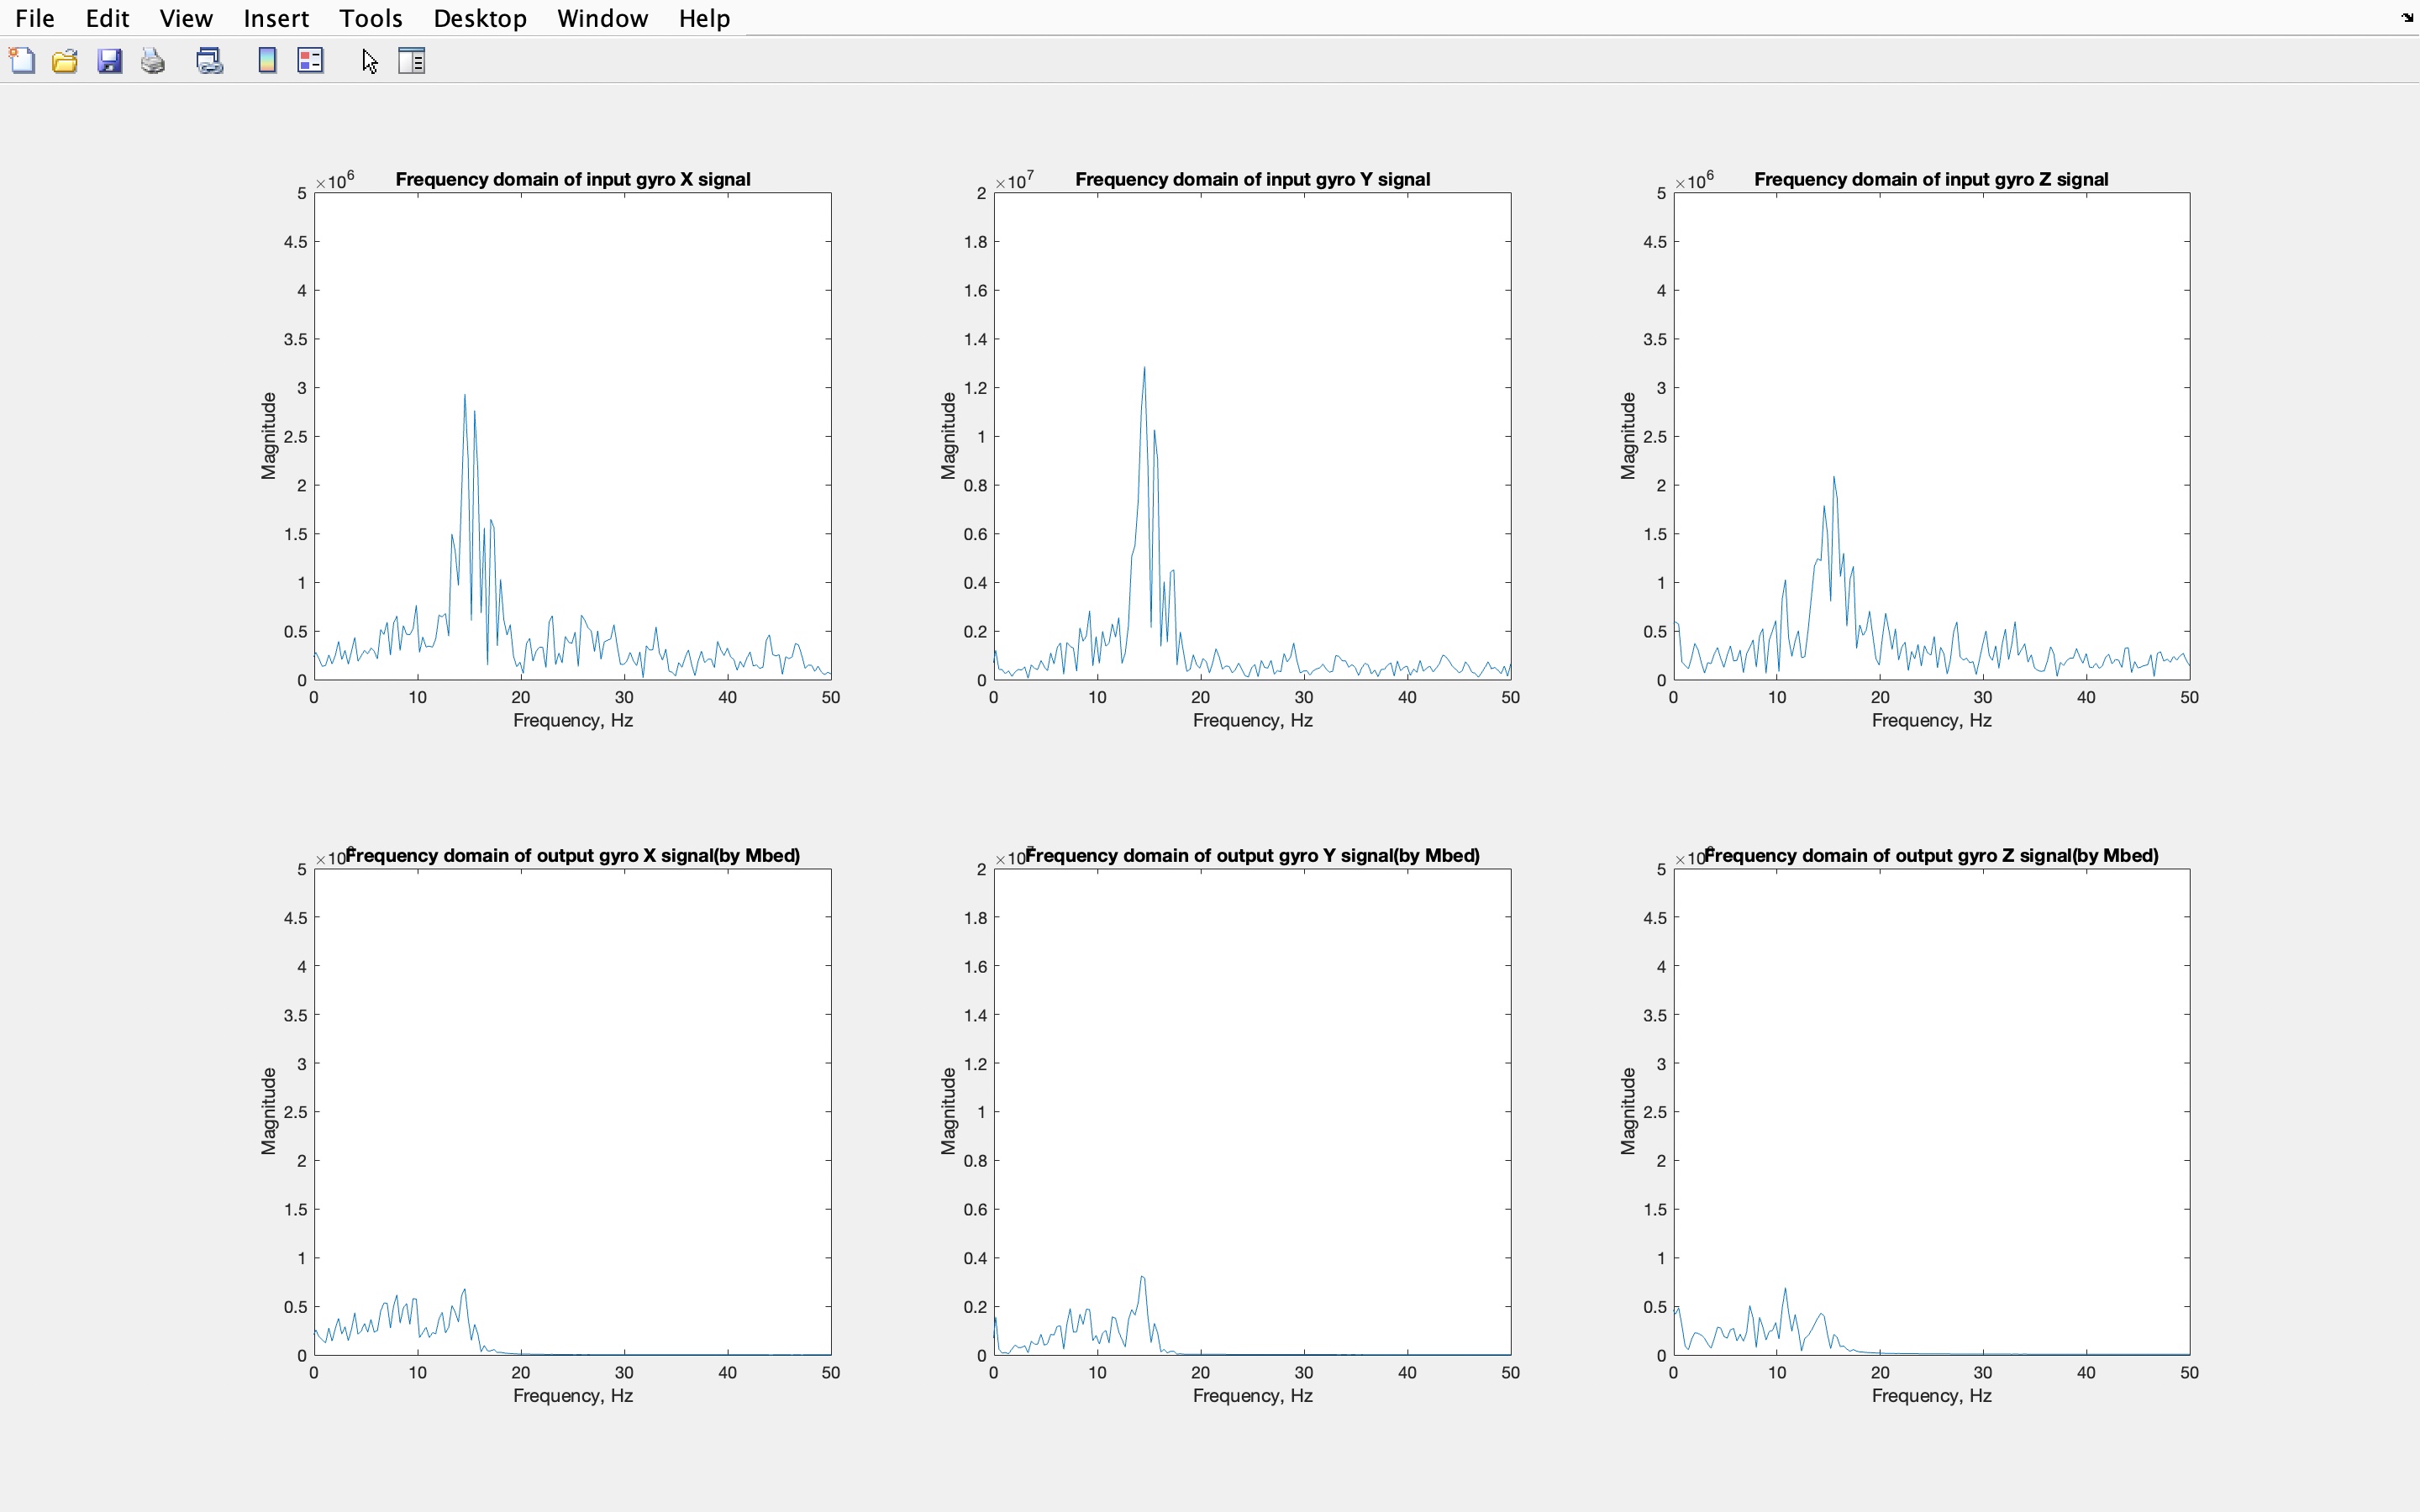 File Edit View Insert Tools Desktop Window Help
Frequency domain of input gyro X signal
×10^6
5
4.5
4
3.5
3
2.5
2
1.5
1
0.5
0
Magnitude
0 10 20 30 40 50
Frequency, Hz
Frequency domain of input gyro Y signal
×10^7
2
1.8
1.6
1.4
1.2
1
0.8
0.6
0.4
0.2
0
Magnitude
0 10 20 30 40 50
Frequency, Hz
Frequency domain of input gyro Z signal
×10^6
5
4.5
4
3.5
3
2.5
2
1.5
1
0.5
0
Magnitude
0 10 20 30 40 50
Frequency, Hz
Frequency domain of output gyro X signal(by Mbed)
×10
5
4.5
4
3.5
3
2.5
2
1.5
1
0.5
0
Magnitude
0 10 20 30 40 50
Frequency, Hz
Frequency domain of output gyro Y signal(by Mbed)
×10
2
1.8
1.6
1.4
1.2
1
0.8
0.6
0.4
0.2
0
Magnitude
0 10 20 30 40 50
Frequency, Hz
Frequency domain of output gyro Z signal(by Mbed)
×10
5
4.5
4
3.5
3
2.5
2
1.5
1
0.5
0
Magnitude
0 10 20 30 40 50
Frequency, Hz